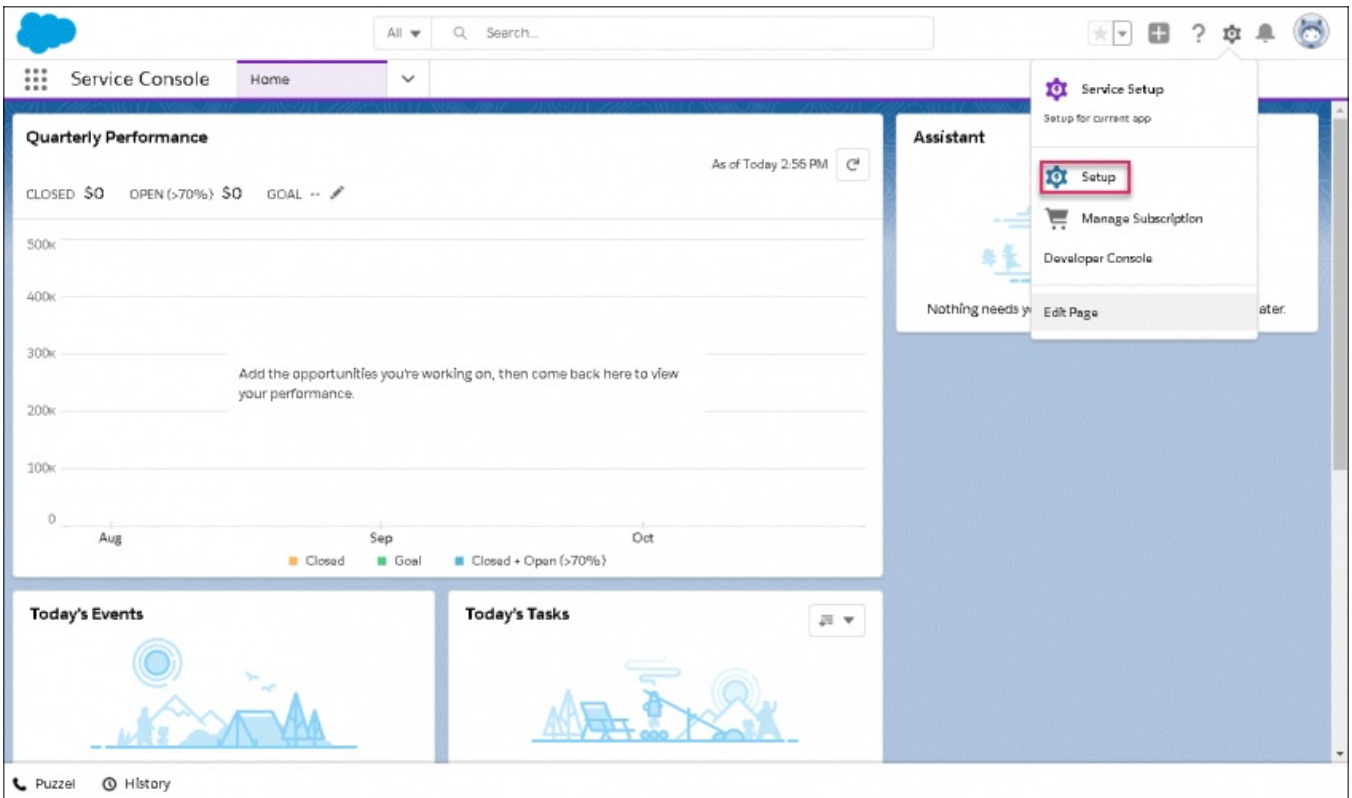 All
Search...
Service Console
Home
Service Setup
Setup for current app
Setup
Manage Subscription
Developer Console
Edit Page
Quarterly Performance
As of Today 2:56 PM
CLOSED $0 OPEN (>70%) $0 GOAL --
500K
400K
300K
200K
100K
0
Add the opportunities you're working on, then come back here to view
your performance.
Aug Sep Oct
Closed Goal Closed + Open (>70%)
Assistant
Nothing needs
ater.
Today's Events
Today's Tasks
Puzzel History